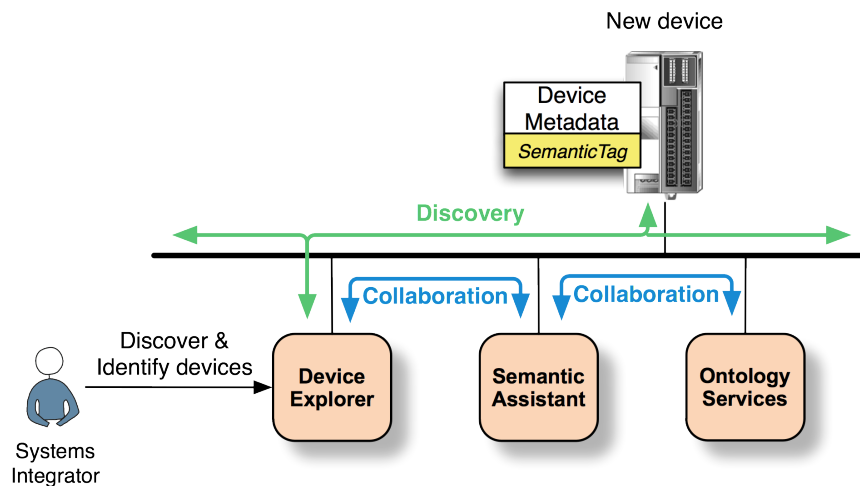 New device
Device
Metadata
SemanticTag
Discovery
Collaboration
Collaboration
Discover &
Identify devices
Device
Explorer
Semantic
Assistant
Ontology
Services
Systems
Integrator